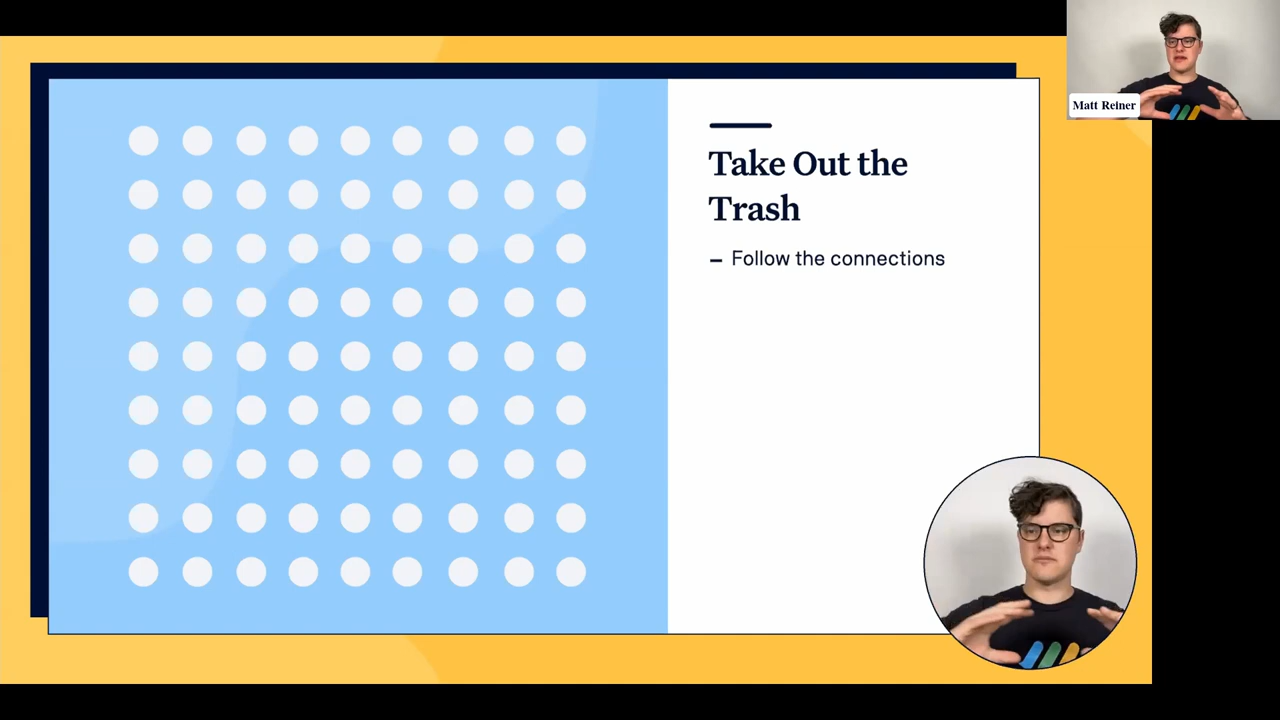 Take Out the
Trash
– Follow the connections
Matt Reiner